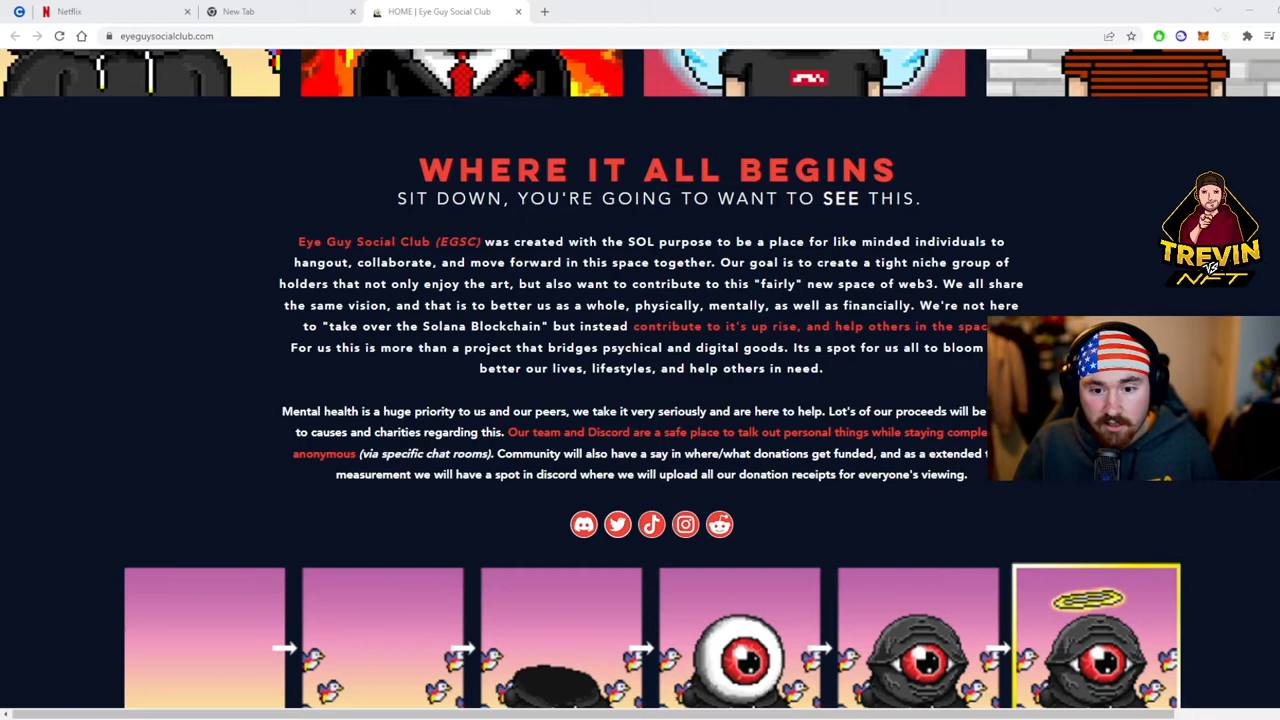 Netflix
New Tab
HOME | Eye Guy Social Club
eyeguysocialclub.com
WHERE IT ALL BEGINS
SIT DOWN, YOU'RE GOING TO WANT TO SEE THIS.
Eye Guy Social Club (EGSC) was created with the SOL purpose to be a place for like minded individuals to
hangout, collaborate, and move forward in this space together. Our goal is to create a tight niche group of
holders that not only enjoy the art, but also want to contribute to this "fairly" new space of web3. We all share
the same vision, and that is to better us as a whole, physically, mentally, as well as financially. We're not here
to "take over the Solana Blockchain" but instead contribute to it's up rise, and help others in the spac
For us this is more than a project that bridges psychical and digital goods. Its a spot for us all to bloom
better our lives, lifestyles, and help others in need.
Mental health is a huge priority to us and our peers, we take it very seriously and are here to help. Lot's of our proceeds will be
to causes and charities regarding this. Our team and Discord are a safe place to talk out personal things while staying comple
anonymous (via specific chat rooms). Community will also have a say in where/what donations get funded, and as a extended t
measurement we will have a spot in discord where we will upload all our donation receipts for everyone's viewing.
TREVIN
VS
NFT